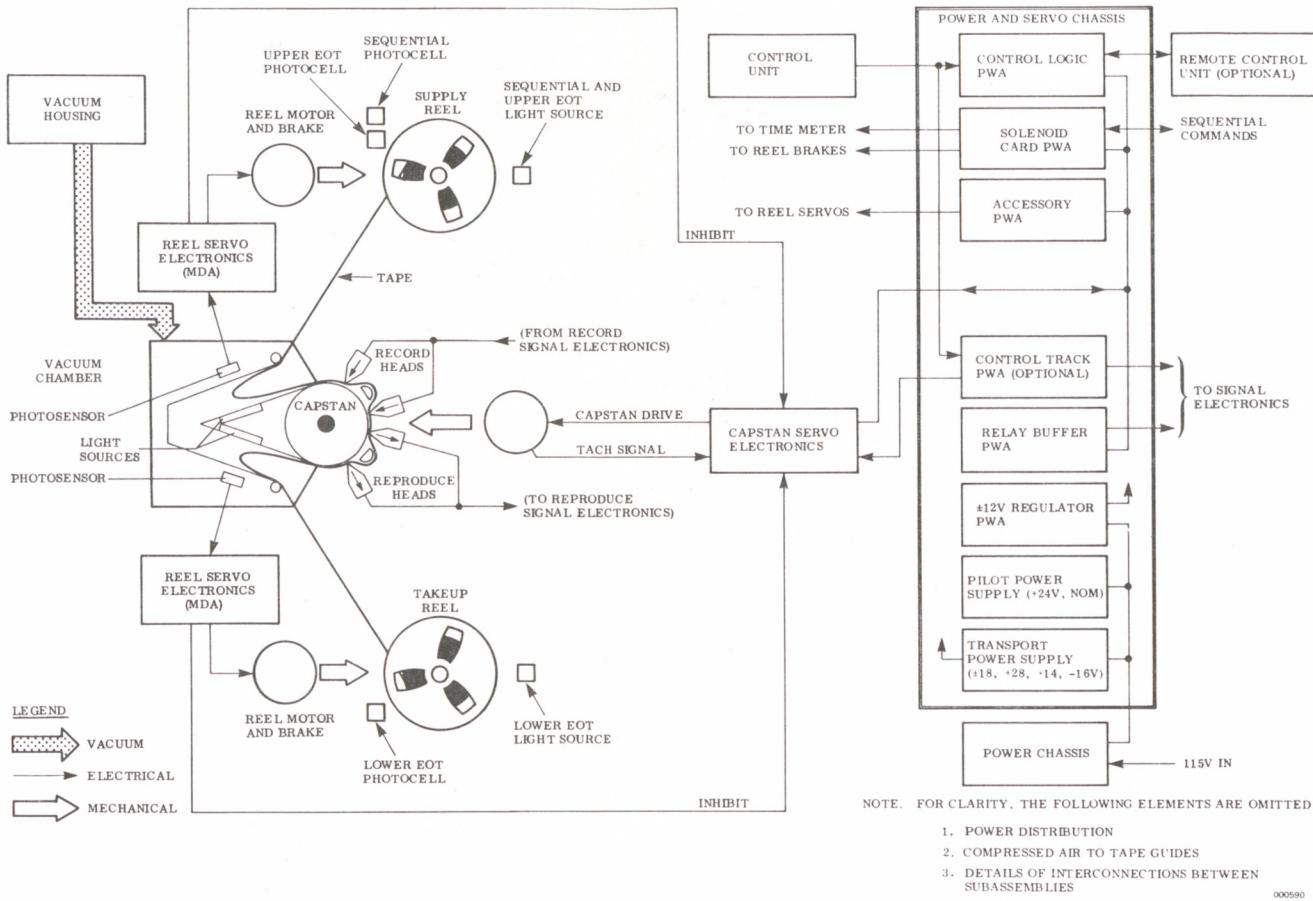 POWER AND SERVO CHASSIS
CONTROL
UNIT
CONTROL LOGIC
PWA
REMOTE CONTROL
UNIT (OPTIONAL)
SEQUENTIAL
PHOTOCELL
UPPER EOT
PHOTOCELL
VACUUM
HOUSING
REEL MOTOR
AND BRAKE
SUPPLY
REEL
SEQUENTIAL AND
UPPER EOT
LIGHT SOURCE
TO TIME METER
TO REEL BRAKES
SOLENOID
CARD PWA
SEQUENTIAL
COMMANDS
TO REEL SERVOS
ACCESSORY
PWA
REEL SERVO
ELECTRONICS
(MDA)
INHIBIT
TAPE
VACUUM
CHAMBER
PHOTOSENSOR
LIGHT
SOURCES
PHOTOSENSOR
CAPSTAN
RECORD
HEADS
(FROM RECORD
SIGNAL ELECTRONICS)
CAPSTAN DRIVE
TACH SIGNAL
CAPSTAN SERVO
ELECTRONICS
REPRODUCE
HEADS
(TO REPRODUCE
SIGNAL ELECTRONICS)
CONTROL TRACK
PWA (OPTIONAL)
RELAY BUFFER
PWA
TO SIGNAL
ELECTRONICS
±12V REGULATOR
PWA
PILOT POWER
SUPPLY (+24V, NOM)
TRANSPORT
POWER SUPPLY
(±18, +28, +14, -16V)
POWER CHASSIS
115V IN
REEL SERVO
ELECTRONICS
(MDA)
TAKEUP
REEL
REEL MOTOR
AND BRAKE
LOWER EOT
LIGHT SOURCE
LOWER EOT
PHOTOCELL
INHIBIT
LEGEND
VACUUM
ELECTRICAL
MECHANICAL
NOTE. FOR CLARITY, THE FOLLOWING ELEMENTS ARE OMITTED
1. POWER DISTRIBUTION
2. COMPRESSED AIR TO TAPE GUIDES
3. DETAILS OF INTERCONNECTIONS BETWEEN
SUBASSEMBLIES
000590